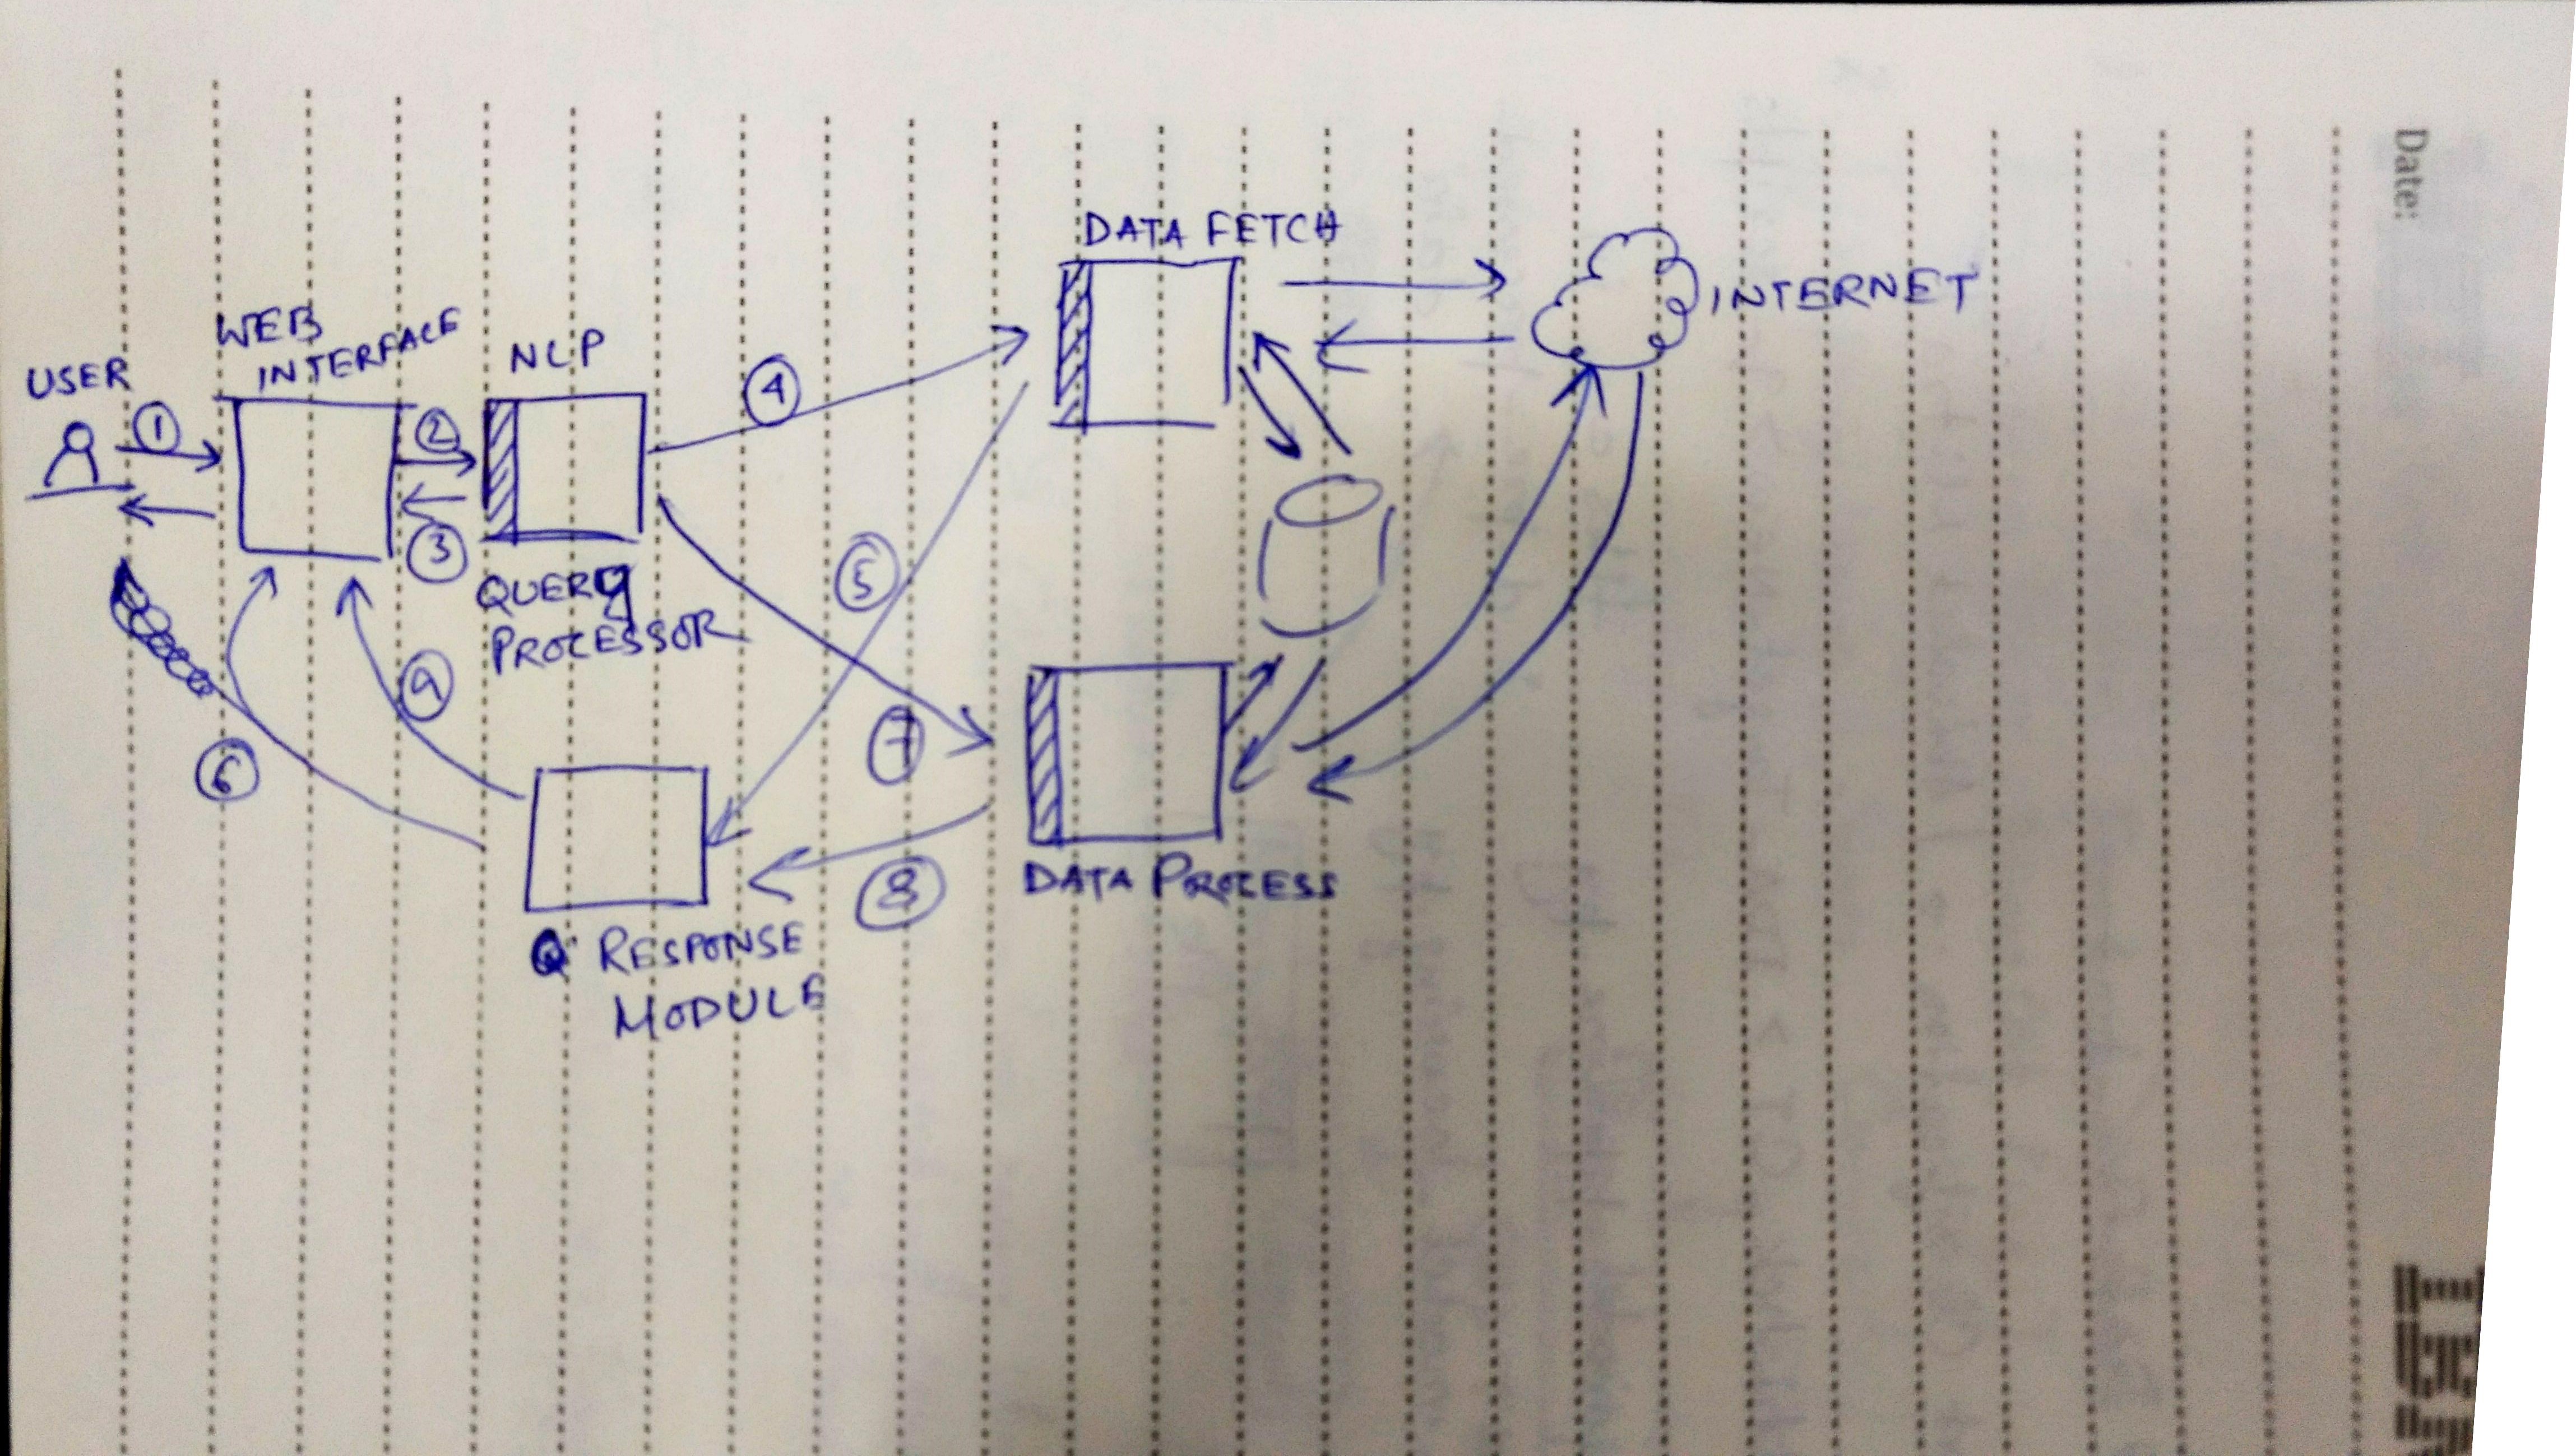 DATA FETCH
INTERNET
WEB
INTERFACE
NLP
USER
1
2
3
4
QUERY
PROCESSOR
5
6
9
7
8
DATA PROCESS
RESPONSE
MODULE
Date:
IBM